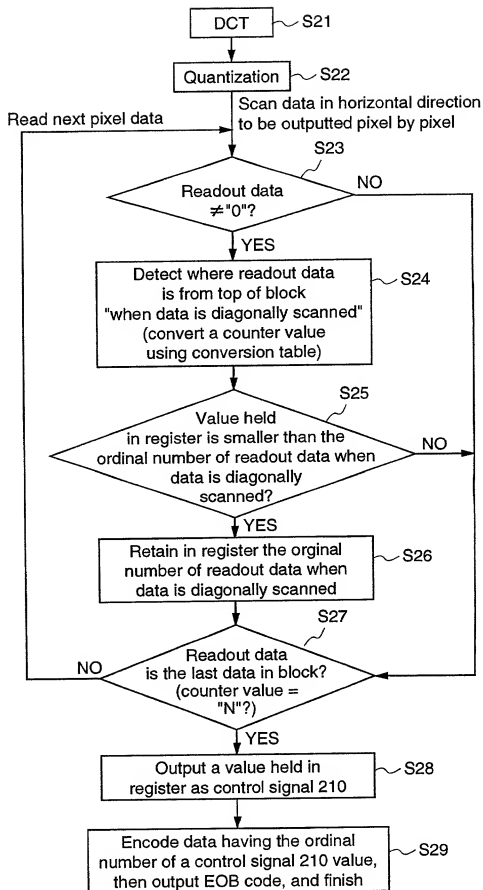 DCT
S21
Quantization
S22
Scan data in horizontal direction
to be outputted pixel by pixel
Read next pixel data
S23
Readout data
≠"0"?
NO
YES
Detect where readout data
is from top of block
"when data is diagonally scanned"
(convert a counter value
using conversion table)
S24
S25
Value held
in register is smaller than the
ordinal number of readout data when
data is diagonally
scanned?
NO
YES
Retain in register the orginal
number of readout data when
data is diagonally scanned
S26
S27
Readout data
is the last data in block?
(counter value =
"N"?)
NO
YES
Output a value held in
register as control signal 210
S28
Encode data having the ordinal
number of a control signal 210 value,
then output EOB code, and finish
S29